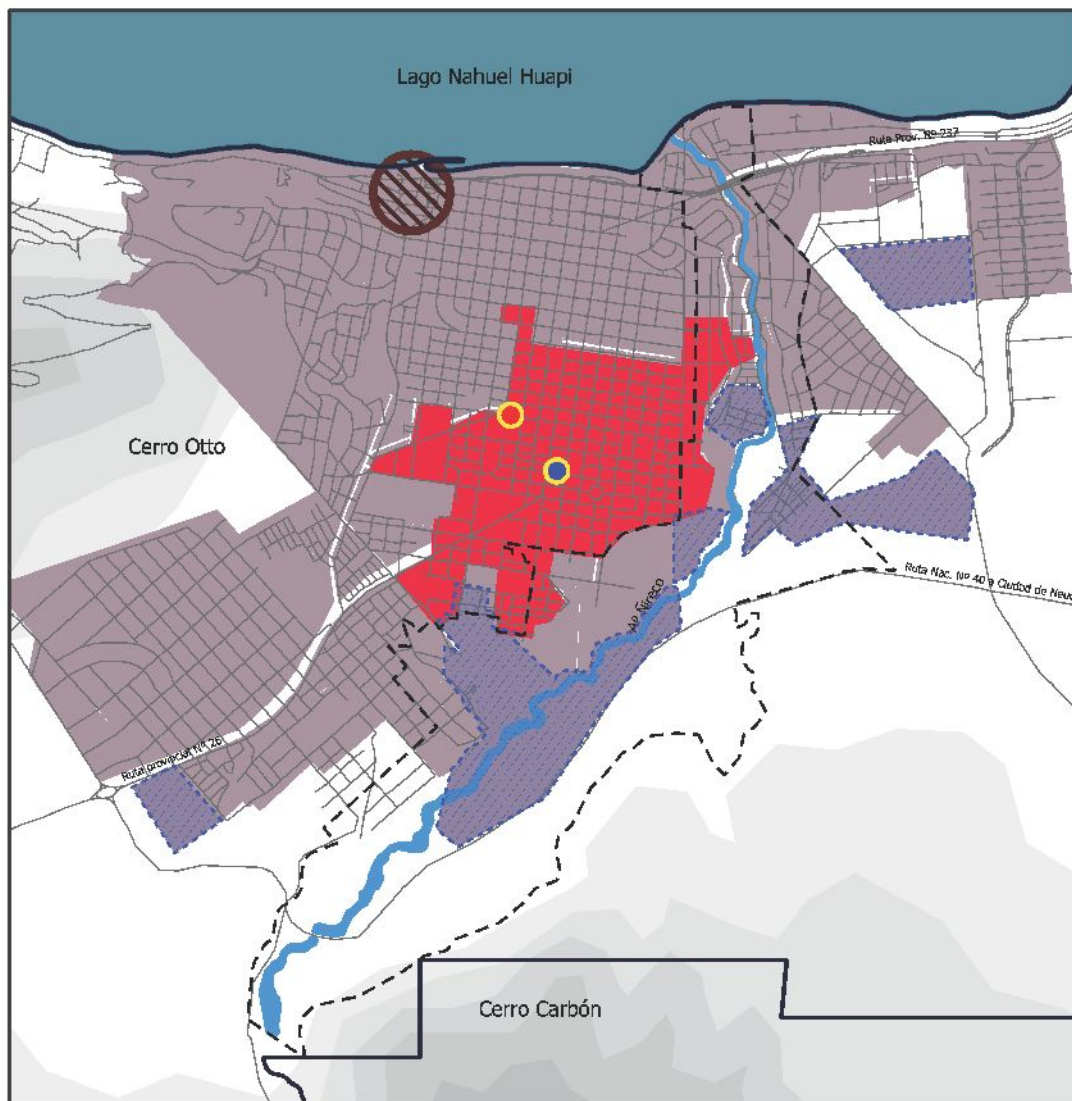 Lago Nahuel Huapi
Ruta Prov. Nº 237
Cerro Otto
Ruta Nac. Nº 40 a Ciudad de Neuc
Aº Ñireco
Ruta provincial Nº 26
Cerro Carbón